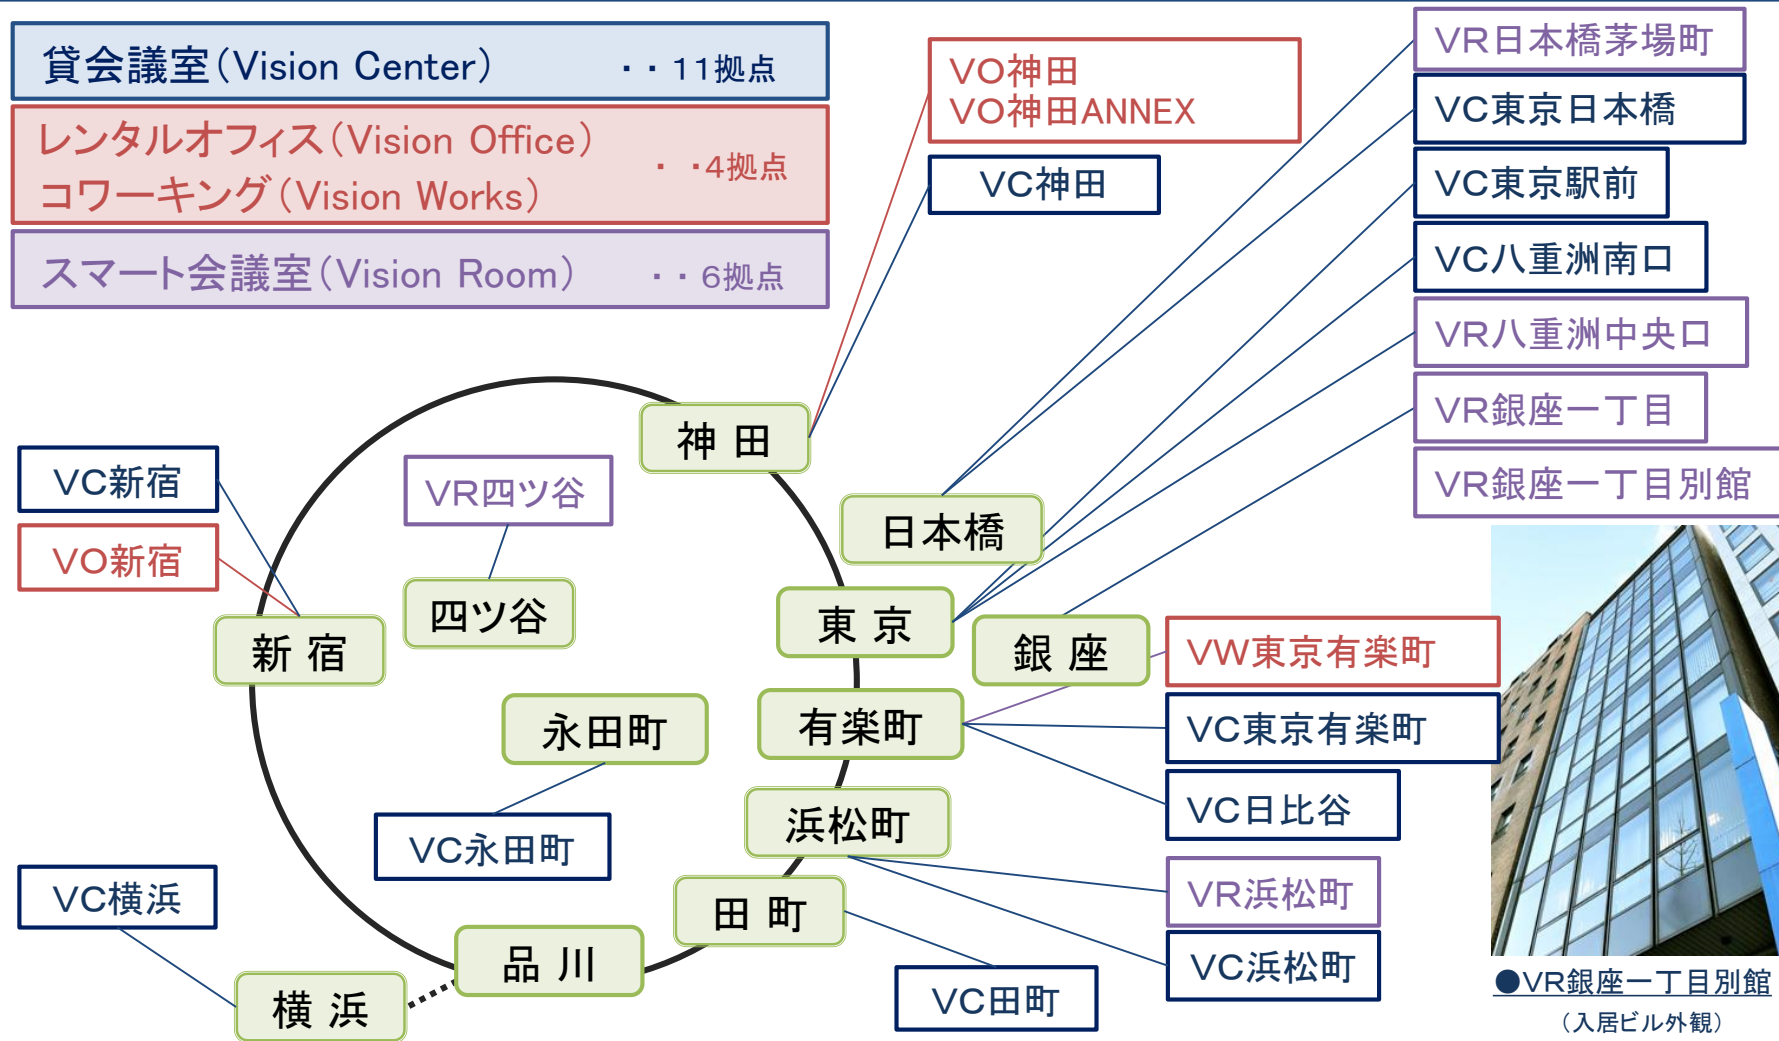 貸会議室(Vision Center) ・・11拠点
レンタルオフィス(Vision Office)
コワーキング(Vision Works) ・・4拠点
スマート会議室(Vision Room) ・・6拠点
VO神田
VO神田ANNEX
VC神田
VR日本橋茅場町
VC東京日本橋
VC東京駅前
VC八重洲南口
VR八重洲中央口
VR銀座一丁目
VR銀座一丁目別館
神田
日本橋
VC新宿
VO新宿
VR四ツ谷
四ツ谷
新宿
東京
銀座
VW東京有楽町
永田町
有楽町
VC東京有楽町
VC日比谷
VC永田町
浜松町
VR浜松町
VC浜松町
VC横浜
田町
品川
横浜
VC田町
●VR銀座一丁目別館
(入居ビル外観)